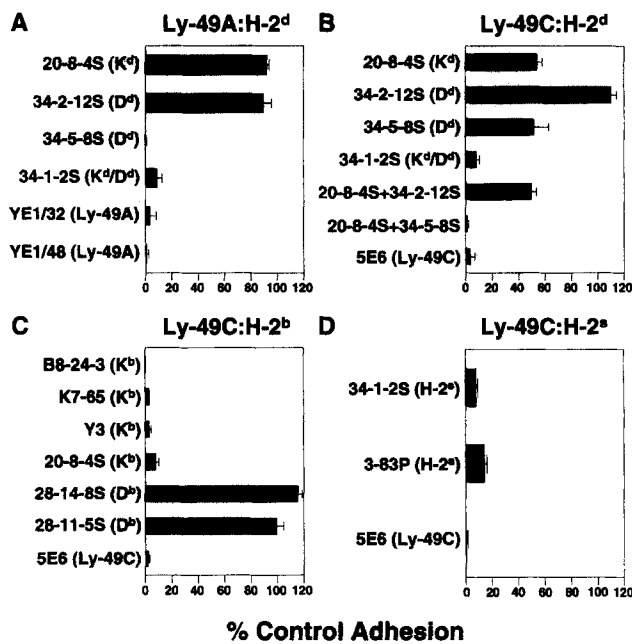 A Ly-49A:H-2ᵈ
20-8-4S (Kᵈ)
34-2-12S (Dᵈ)
34-5-8S (Dᵈ)
34-1-2S (Kᵈ/Dᵈ)
YE1/32 (Ly-49A)
YE1/48 (Ly-49A)
0 20 40 60 80 100 120
B Ly-49C:H-2ᵈ
20-8-4S (Kᵈ)
34-2-12S (Dᵈ)
34-5-8S (Dᵈ)
34-1-2S (Kᵈ/Dᵈ)
20-8-4S+34-2-12S
20-8-4S+34-5-8S
5E6 (Ly-49C)
0 20 40 60 80 100 120
C Ly-49C:H-2ᵇ
B8-24-3 (Kᵇ)
K7-65 (Kᵇ)
Y3 (Kᵇ)
20-8-4S (Kᵇ)
28-14-8S (Dᵇ)
28-11-5S (Dᵇ)
5E6 (Ly-49C)
0 20 40 60 80 100 120
D Ly-49C:H-2ˢ
34-1-2S (H-2ˢ)
3-83P (H-2ˢ)
5E6 (Ly-49C)
0 20 40 60 80 100 120
% Control Adhesion